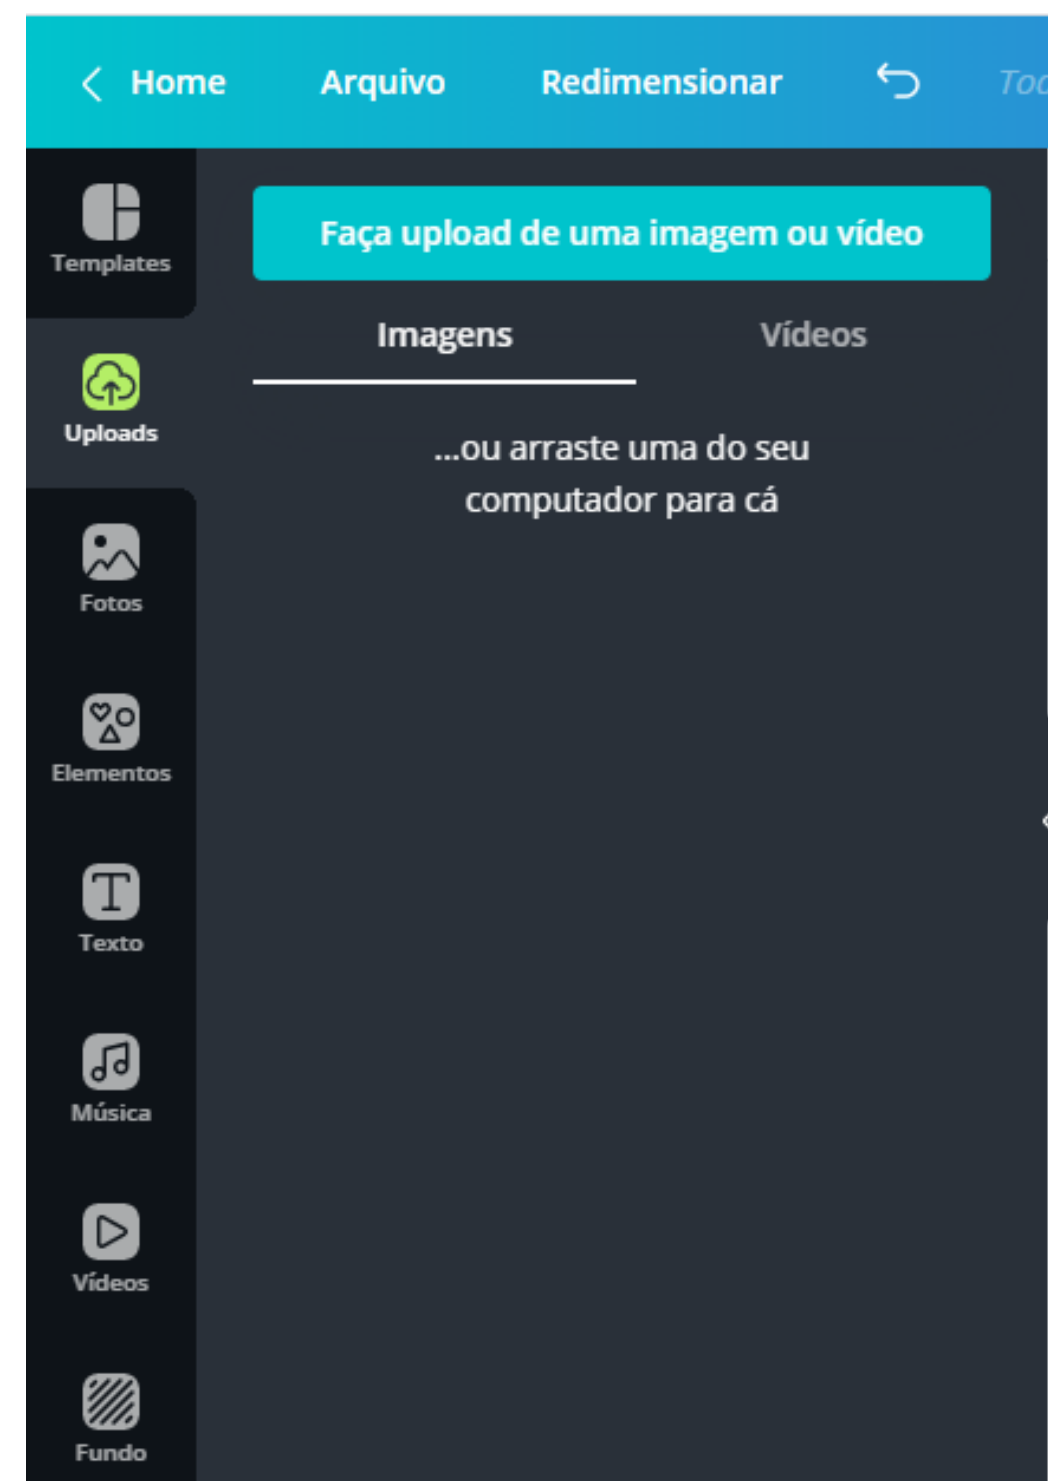 Home Arquivo Redimensionar
Templates
Faça upload de uma imagem ou vídeo
Imagens Vídeos
Uploads
...ou arraste uma do seu
computador para cá
Fotos
Elementos
Texto
Música
Vídeos
Fundo